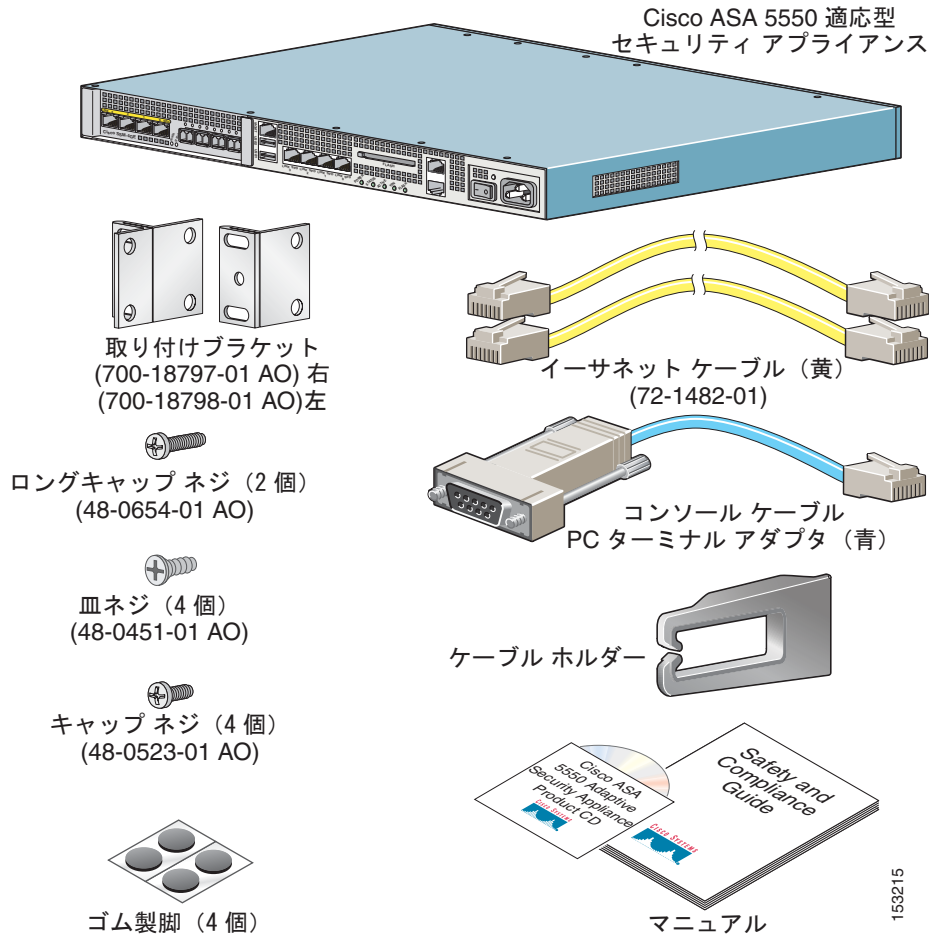 Cisco ASA 5550 適応型
セキュリティ アプライアンス
FLASH
取り付けブラケット
(700-18797-01 AO) 右
(700-18798-01 AO)左
イーサネット ケーブル（黄）
(72-1482-01)
ロングキャップ ネジ（2 個）
(48-0654-01 AO)
コンソール ケーブル
PC ターミナル アダプタ（青）
皿ネジ（4 個）
(48-0451-01 AO)
ケーブル ホルダー
キャップ ネジ（4 個）
(48-0523-01 AO)
Cisco ASA
5550 Adaptive
Security Appliance
Product CD
CISCO SYSTEMS
Safety and
Compliance
Guide
CISCO SYSTEMS
ゴム製脚（4 個）
マニュアル
153215